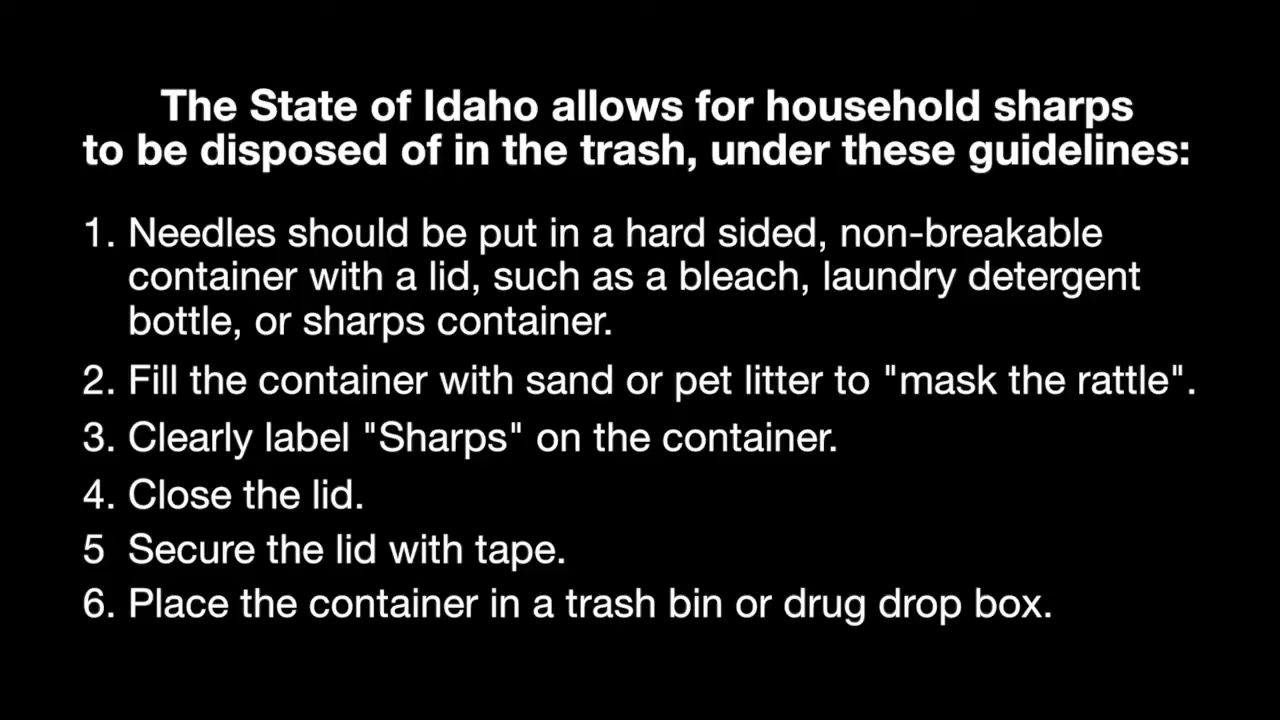 The State of Idaho allows for household sharps
to be disposed of in the trash, under these guidelines:
1. Needles should be put in a hard sided, non-breakable
container with a lid, such as a bleach, laundry detergent
bottle, or sharps container.
2. Fill the container with sand or pet litter to "mask the rattle".
3. Clearly label "Sharps" on the container.
4. Close the lid.
5 Secure the lid with tape.
6. Place the container in a trash bin or drug drop box.